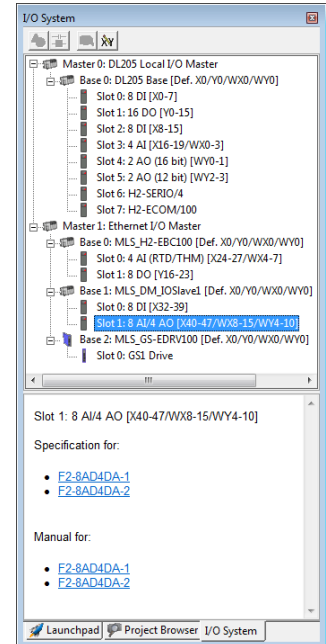 I/O System
Master 0: DL205 Local I/O Master
Base 0: DL205 Base [Def. X0/Y0/WX0/WY0]
Slot 0: 8 DI [X0-7]
Slot 1: 16 DO [Y0-15]
Slot 2: 8 DI [X8-15]
Slot 3: 4 AI [X16-19/WX0-3]
Slot 4: 2 AO (16 bit) [WY0-1]
Slot 5: 2 AO (12 bit) [WY2-3]
Slot 6: H2-SERIO/4
Slot 7: H2-ECOM/100
Master 1: Ethernet I/O Master
Base 0: MLS_H2-EBC100 [Def. X0/Y0/WX0/WY0]
Slot 0: 4 AI (RTD/THM) [X24-27/WX4-7]
Slot 1: 8 DO [Y16-23]
Base 1: MLS_DM_IOSlave1 [Def. X0/Y0/WX0/WY0]
Slot 0: 8 DI [X32-39]
Slot 1: 8 AI/4 AO [X40-47/WX8-15/WY4-10]
Base 2: MLS_GS-EDRV100 [Def. X0/Y0/WX0/WY0]
Slot 0: GS1 Drive
Slot 1: 8 AI/4 AO [X40-47/WX8-15/WY4-10]
Specification for:
• F2-8AD4DA-1
• F2-8AD4DA-2
Manual for:
• F2-8AD4DA-1
• F2-8AD4DA-2
Launchpad Project Browser I/O System